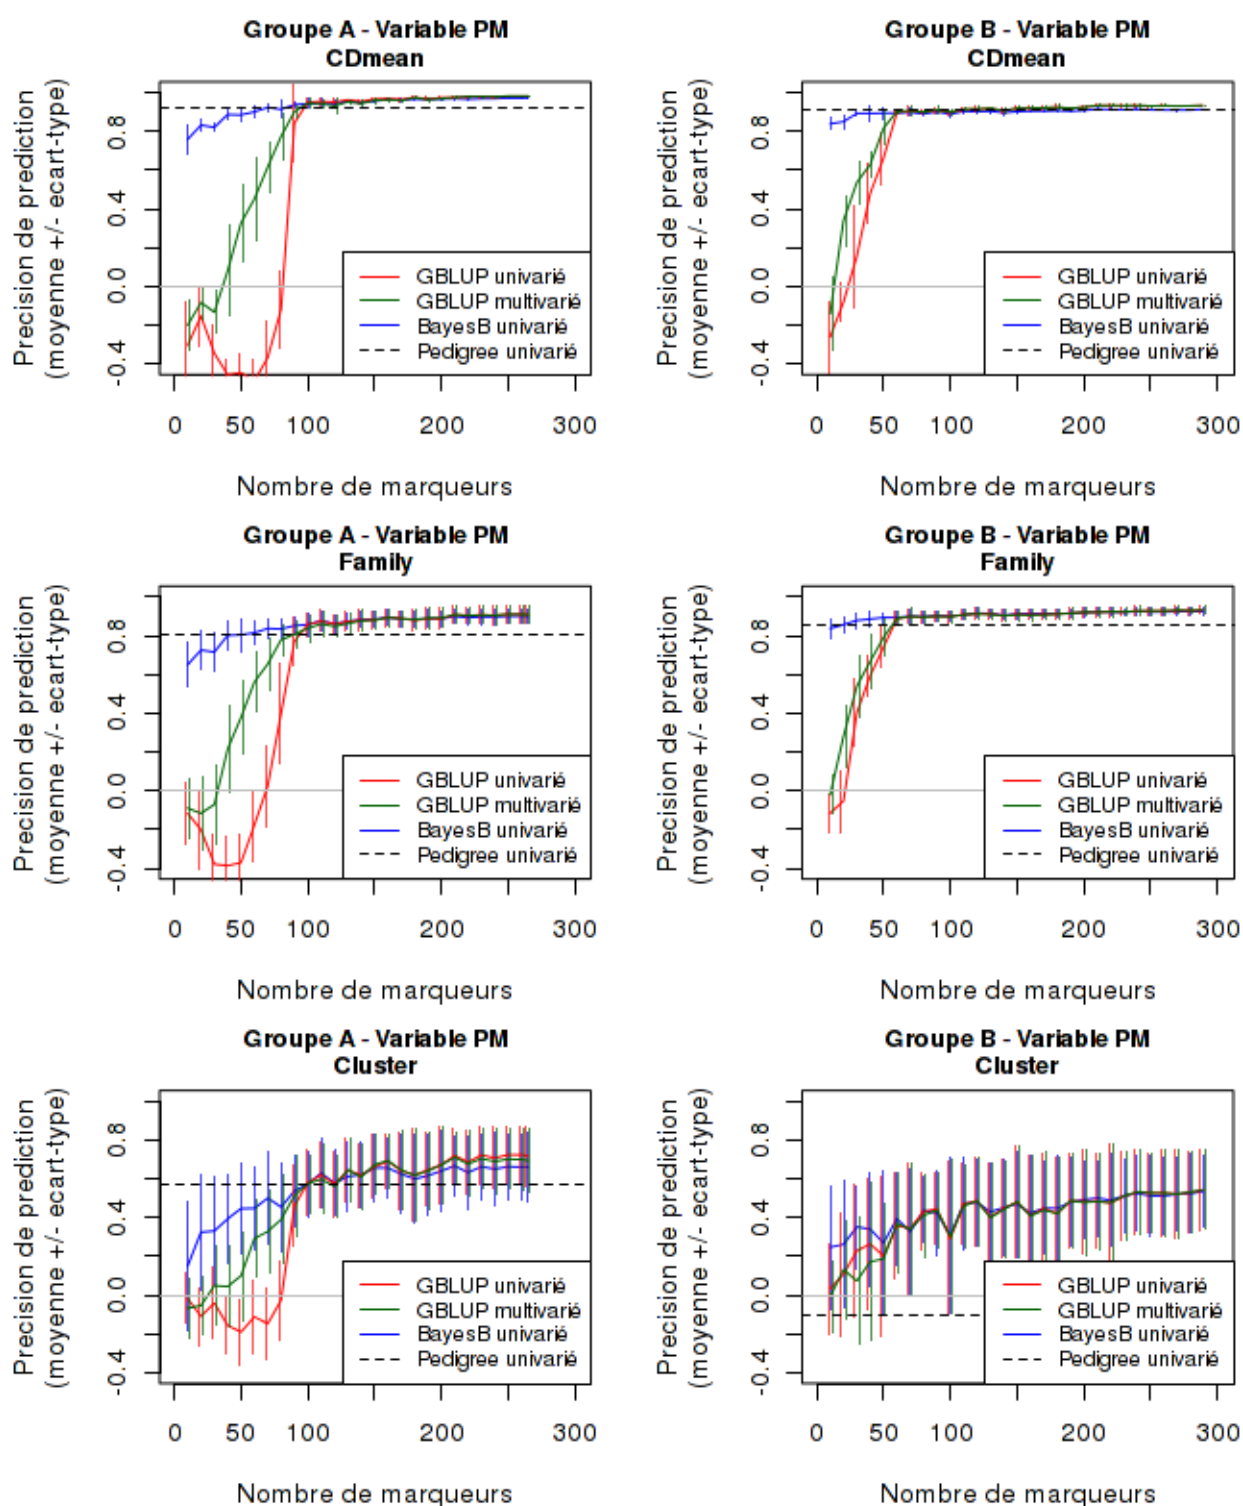 Groupe A - Variable PM
CDmean
Precision de prediction
(moyenne +/- ecart-type)
0.8
0.4
0.0
-0.4
GBLUP univarié
GBLUP multivarié
BayesB univarié
Pedigree univarié
0 50 100 200 300
Nombre de marqueurs
Groupe B - Variable PM
CDmean
Precision de prediction
(moyenne +/- ecart-type)
0.8
0.4
0.0
-0.4
GBLUP univarié
GBLUP multivarié
BayesB univarié
Pedigree univarié
0 50 100 200 300
Nombre de marqueurs
Groupe A - Variable PM
Family
Precision de prediction
(moyenne +/- ecart-type)
0.8
0.4
0.0
-0.4
GBLUP univarié
GBLUP multivarié
BayesB univarié
Pedigree univarié
0 50 100 200 300
Nombre de marqueurs
Groupe B - Variable PM
Family
Precision de prediction
(moyenne +/- ecart-type)
0.8
0.4
0.0
-0.4
GBLUP univarié
GBLUP multivarié
BayesB univarié
Pedigree univarié
0 50 100 200 300
Nombre de marqueurs
Groupe A - Variable PM
Cluster
Precision de prediction
(moyenne +/- ecart-type)
0.8
0.4
0.0
-0.4
GBLUP univarié
GBLUP multivarié
BayesB univarié
Pedigree univarié
0 50 100 200 300
Nombre de marqueurs
Groupe B - Variable PM
Cluster
Precision de prediction
(moyenne +/- ecart-type)
0.8
0.4
0.0
-0.4
GBLUP univarié
GBLUP multivarié
BayesB univarié
Pedigree univarié
0 50 100 200 300
Nombre de marqueurs